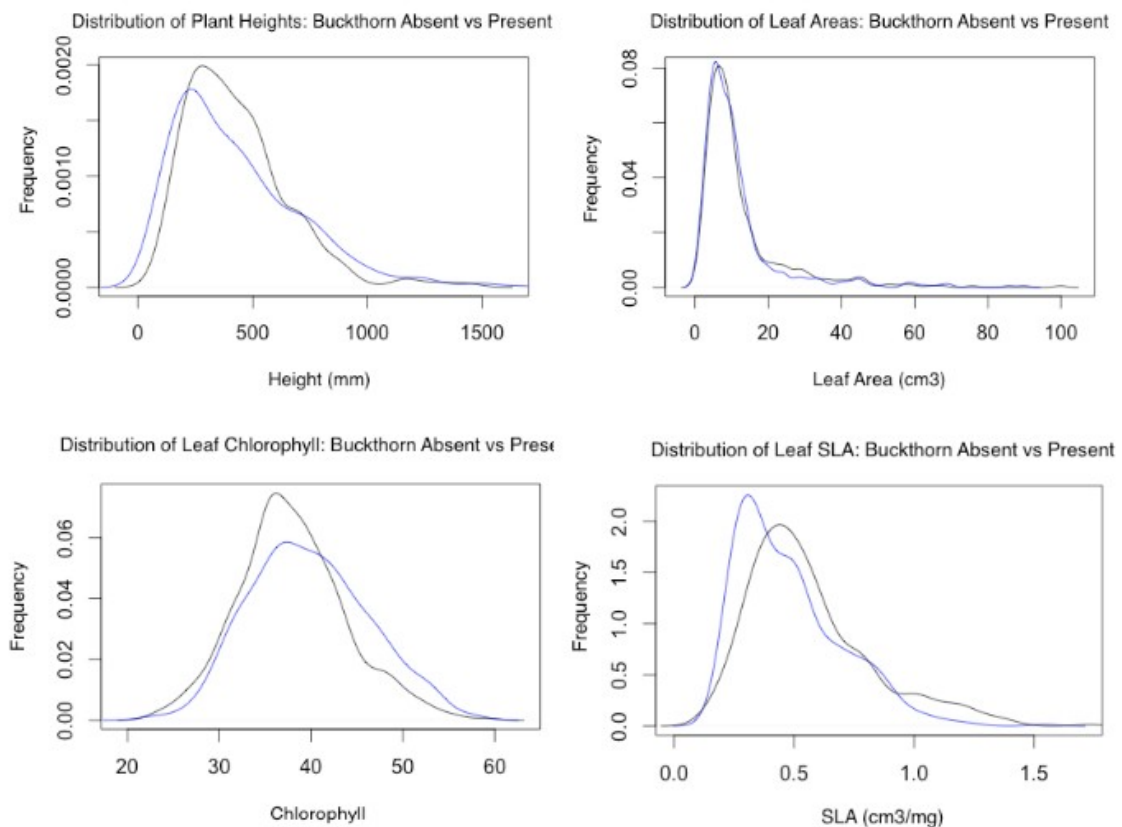 Distribution of Plant Heights: Buckthorn Absent vs Present
Frequency
0.0000 0.0010 0.0020
0 500 1000 1500
Height (mm)
Distribution of Leaf Areas: Buckthorn Absent vs Present
Frequency
0.00 0.04 0.08
0 20 40 60 80 100
Leaf Area (cm3)
Distribution of Leaf Chlorophyll: Buckthorn Absent vs Prese
Frequency
0.00 0.02 0.04 0.06
20 30 40 50 60
Chlorophyll
Distribution of Leaf SLA: Buckthorn Absent vs Present
Frequency
0.0 0.5 1.0 1.5 2.0
0.0 0.5 1.0 1.5
SLA (cm3/mg)